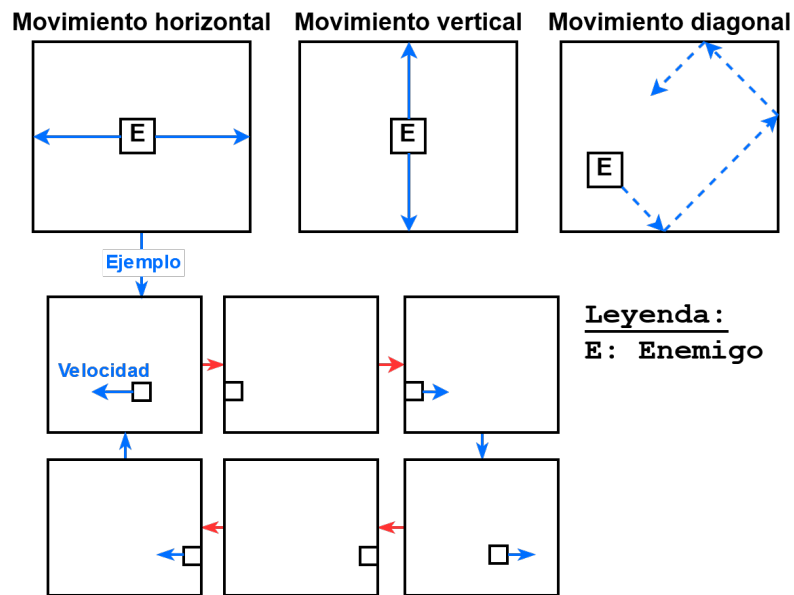 Movimiento horizontal
Movimiento vertical
Movimiento diagonal
E
E
E
Ejemplo
Leyenda:
E: Enemigo
Velocidad